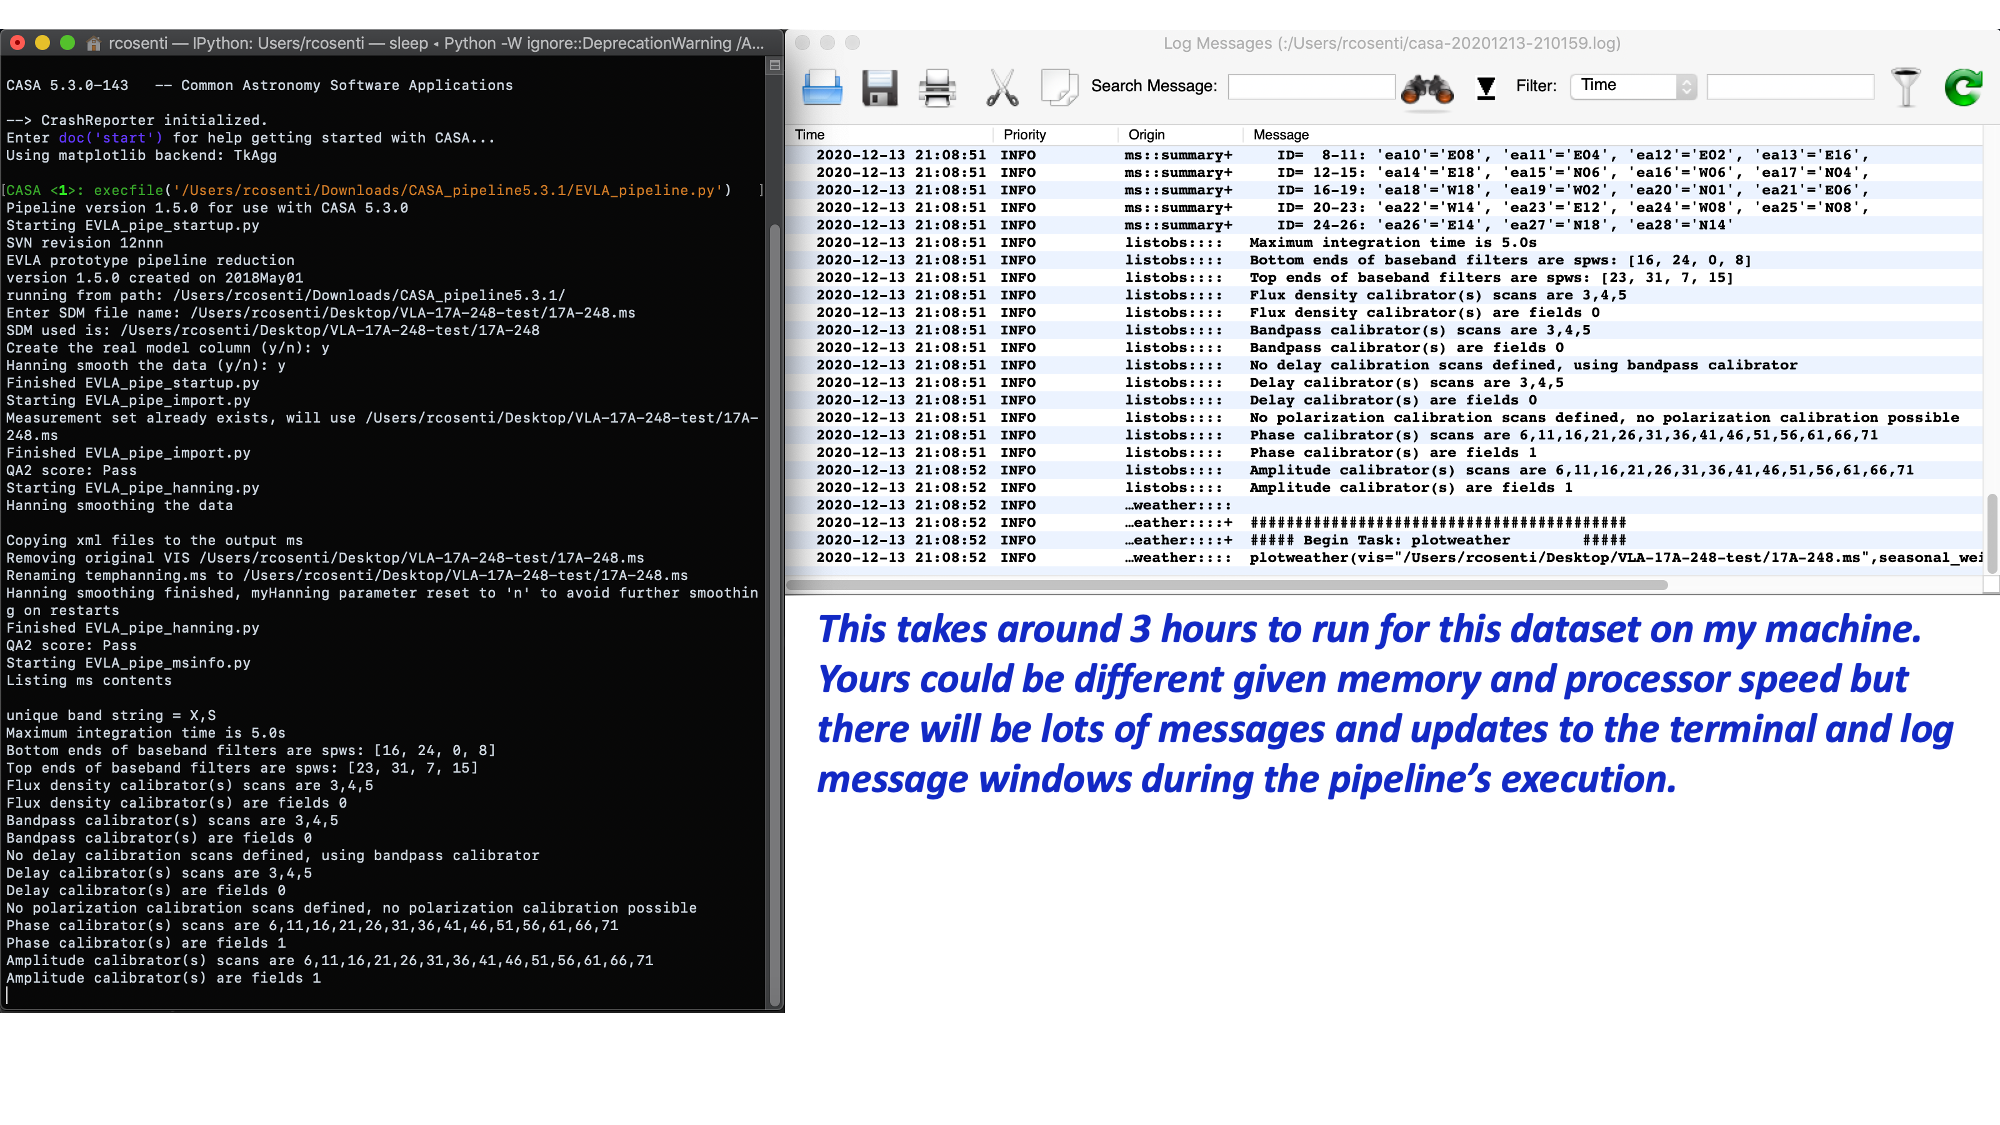 rcosenti — IPython: Users/rcosenti — sleep ◂ Python -W ignore::DeprecationWarning /A...
CASA 5.3.0-143   -- Common Astronomy Software Applications
--> CrashReporter initialized.
Enter doc('start') for help getting started with CASA...
Using matplotlib backend: TkAgg
[CASA <1>: execfile('/Users/rcosenti/Downloads/CASA_pipeline5.3.1/EVLA_pipeline.py')   ]
Pipeline version 1.5.0 for use with CASA 5.3.0
Starting EVLA_pipe_startup.py
SVN revision 12nnn
EVLA prototype pipeline reduction
version 1.5.0 created on 2018May01
running from path: /Users/rcosenti/Downloads/CASA_pipeline5.3.1/
Enter SDM file name: /Users/rcosenti/Desktop/VLA-17A-248-test/17A-248.ms
SDM used is: /Users/rcosenti/Desktop/VLA-17A-248-test/17A-248
Create the real model column (y/n): y
Hanning smooth the data (y/n): y
Finished EVLA_pipe_startup.py
Starting EVLA_pipe_import.py
Measurement set already exists, will use /Users/rcosenti/Desktop/VLA-17A-248-test/17A-
248.ms
Finished EVLA_pipe_import.py
QA2 score: Pass
Starting EVLA_pipe_hanning.py
Hanning smoothing the data
Copying xml files to the output ms
Removing original VIS /Users/rcosenti/Desktop/VLA-17A-248-test/17A-248.ms
Renaming temphanning.ms to /Users/rcosenti/Desktop/VLA-17A-248-test/17A-248.ms
Hanning smoothing finished, myHanning parameter reset to 'n' to avoid further smoothin
g on restarts
Finished EVLA_pipe_hanning.py
QA2 score: Pass
Starting EVLA_pipe_msinfo.py
Listing ms contents
unique band string = X,S
Maximum integration time is 5.0s
Bottom ends of baseband filters are spws: [16, 24, 0, 8]
Top ends of baseband filters are spws: [23, 31, 7, 15]
Flux density calibrator(s) scans are 3,4,5
Flux density calibrator(s) are fields 0
Bandpass calibrator(s) scans are 3,4,5
Bandpass calibrator(s) are fields 0
No delay calibration scans defined, using bandpass calibrator
Delay calibrator(s) scans are 3,4,5
Delay calibrator(s) are fields 0
No polarization calibration scans defined, no polarization calibration possible
Phase calibrator(s) scans are 6,11,16,21,26,31,36,41,46,51,56,61,66,71
Phase calibrator(s) are fields 1
Amplitude calibrator(s) scans are 6,11,16,21,26,31,36,41,46,51,56,61,66,71
Amplitude calibrator(s) are fields 1
Log Messages (:/Users/rcosenti/casa-20201213-210159.log)
Search Message: Filter: Time
Time Priority Origin Message
2020-12-13 21:08:51 INFO ms::summary+ ID=  8-11: 'ea10'='E08', 'ea11'='E04', 'ea12'='E02', 'ea13'='E16',
2020-12-13 21:08:51 INFO ms::summary+ ID= 12-15: 'ea14'='E18', 'ea15'='N06', 'ea16'='W06', 'ea17'='N04',
2020-12-13 21:08:51 INFO ms::summary+ ID= 16-19: 'ea18'='W18', 'ea19'='W02', 'ea20'='N01', 'ea21'='E06',
2020-12-13 21:08:51 INFO ms::summary+ ID= 20-23: 'ea22'='W14', 'ea23'='E12', 'ea24'='W08', 'ea25'='N08',
2020-12-13 21:08:51 INFO ms::summary+ ID= 24-26: 'ea26'='E14', 'ea27'='N18', 'ea28'='N14'
2020-12-13 21:08:51 INFO listobs:::: Maximum integration time is 5.0s
2020-12-13 21:08:51 INFO listobs:::: Bottom ends of baseband filters are spws: [16, 24, 0, 8]
2020-12-13 21:08:51 INFO listobs:::: Top ends of baseband filters are spws: [23, 31, 7, 15]
2020-12-13 21:08:51 INFO listobs:::: Flux density calibrator(s) scans are 3,4,5
2020-12-13 21:08:51 INFO listobs:::: Flux density calibrator(s) are fields 0
2020-12-13 21:08:51 INFO listobs:::: Bandpass calibrator(s) scans are 3,4,5
2020-12-13 21:08:51 INFO listobs:::: Bandpass calibrator(s) are fields 0
2020-12-13 21:08:51 INFO listobs:::: No delay calibration scans defined, using bandpass calibrator
2020-12-13 21:08:51 INFO listobs:::: Delay calibrator(s) scans are 3,4,5
2020-12-13 21:08:51 INFO listobs:::: Delay calibrator(s) are fields 0
2020-12-13 21:08:51 INFO listobs:::: No polarization calibration scans defined, no polarization calibration possible
2020-12-13 21:08:51 INFO listobs:::: Phase calibrator(s) scans are 6,11,16,21,26,31,36,41,46,51,56,61,66,71
2020-12-13 21:08:51 INFO listobs:::: Phase calibrator(s) are fields 1
2020-12-13 21:08:52 INFO listobs:::: Amplitude calibrator(s) scans are 6,11,16,21,26,31,36,41,46,51,56,61,66,71
2020-12-13 21:08:52 INFO listobs:::: Amplitude calibrator(s) are fields 1
2020-12-13 21:08:52 INFO …weather::::
2020-12-13 21:08:52 INFO …eather::::+ ##########################################
2020-12-13 21:08:52 INFO …eather::::+ ##### Begin Task: plotweather        #####
2020-12-13 21:08:52 INFO …weather:::: plotweather(vis="/Users/rcosenti/Desktop/VLA-17A-248-test/17A-248.ms",seasonal_wei
This takes around 3 hours to run for this dataset on my machine.
Yours could be different given memory and processor speed but
there will be lots of messages and updates to the terminal and log
message windows during the pipeline’s execution.